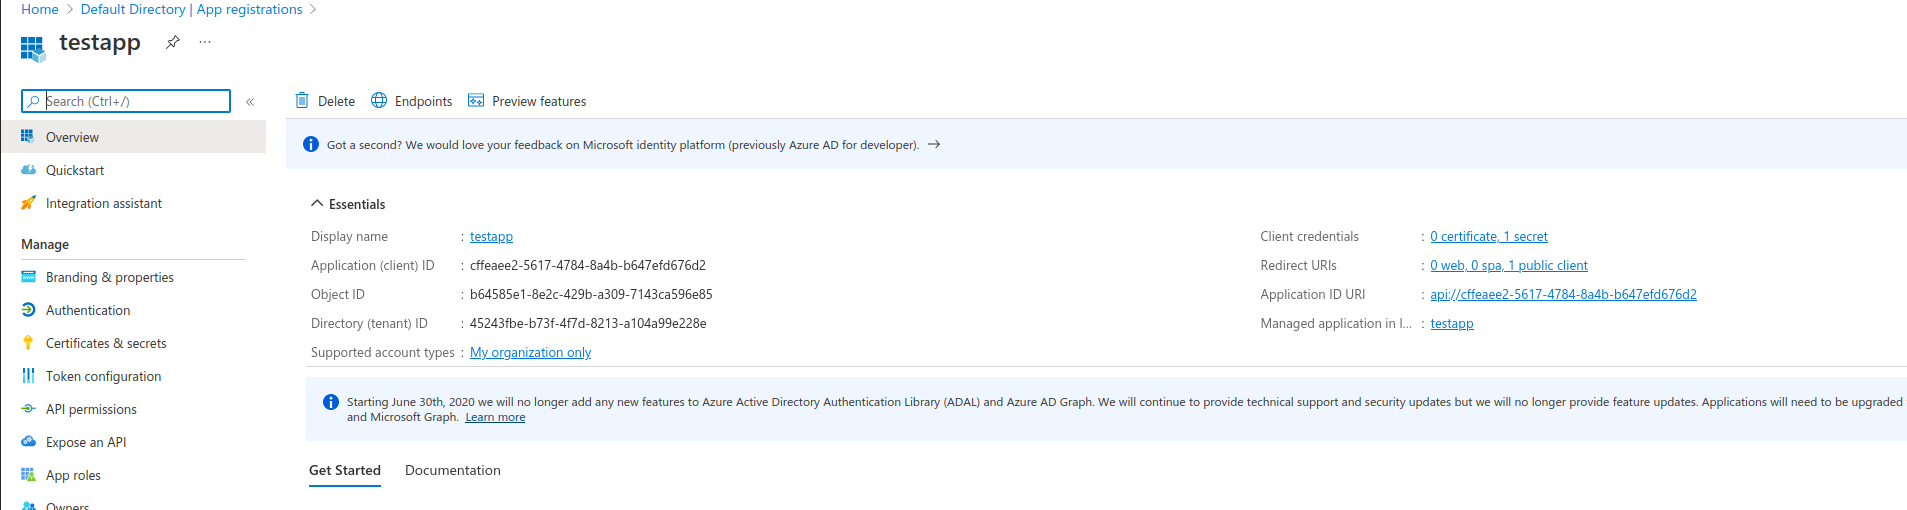 Home > Default Directory | App registrations >
testapp ...
Search (Ctrl+/) «
Delete Endpoints Preview features
Overview
Got a second? We would love your feedback on Microsoft identity platform (previously Azure AD for developer). →
Quickstart
Integration assistant
Manage
Branding & properties
Authentication
Certificates & secrets
Token configuration
API permissions
Expose an API
App roles
Owners
Essentials
Display name : testapp
Application (client) ID : cffeaee2-5617-4784-8a4b-b647efd676d2
Object ID : b64585e1-8e2c-429b-a309-7143ca596e85
Directory (tenant) ID : 45243fbe-b73f-4f7d-8213-a104a99e228e
Supported account types : My organization only
Client credentials : 0 certificate, 1 secret
Redirect URIs : 0 web, 0 spa, 1 public client
Application ID URI : api://cffeaee2-5617-4784-8a4b-b647efd676d2
Managed application in l... : testapp
Starting June 30th, 2020 we will no longer add any new features to Azure Active Directory Authentication Library (ADAL) and Azure AD Graph. We will continue to provide technical support and security updates but we will no longer provide feature updates. Applications will need to be upgraded
and Microsoft Graph. Learn more
Get Started Documentation